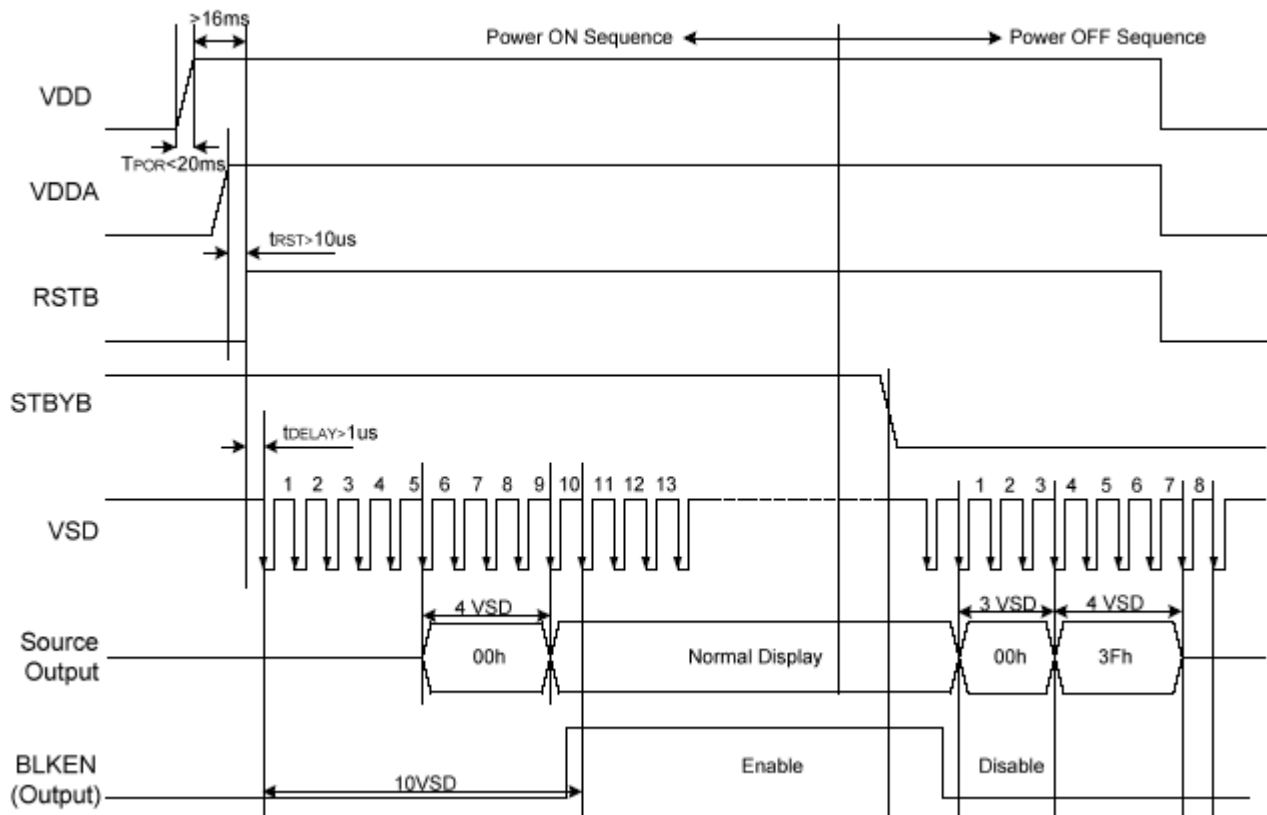 >16ms
Power ON Sequence
Power OFF Sequence
VDD
TPOR<20ms
VDDA
tRST>10us
RSTB
STBYB
tDELAY>1us
1 2 3 4 5 6 7 8 9 10 11 12 13
1 2 3 4 5 6 7 8
VSD
4 VSD
3 VSD
4 VSD
Source
Output
00h
Normal Display
00h
3Fh
BLKEN
(Output)
10VSD
Enable
Disable